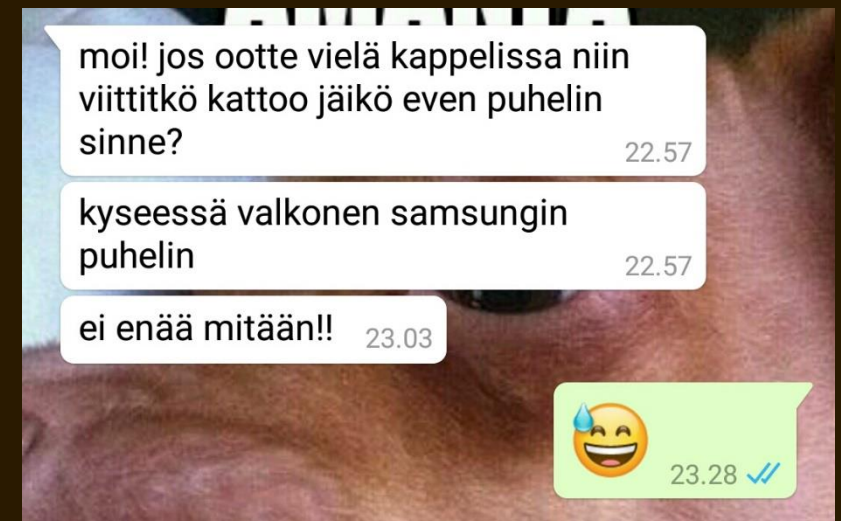 moi! jos ootte vielä kappelissa niin
viittitkö kattoo jäikö even puhelin
sinne?
22.57
kyseessä valkonen samsungin
puhelin
22.57
ei enää mitään!! 23.03
😅
23.28